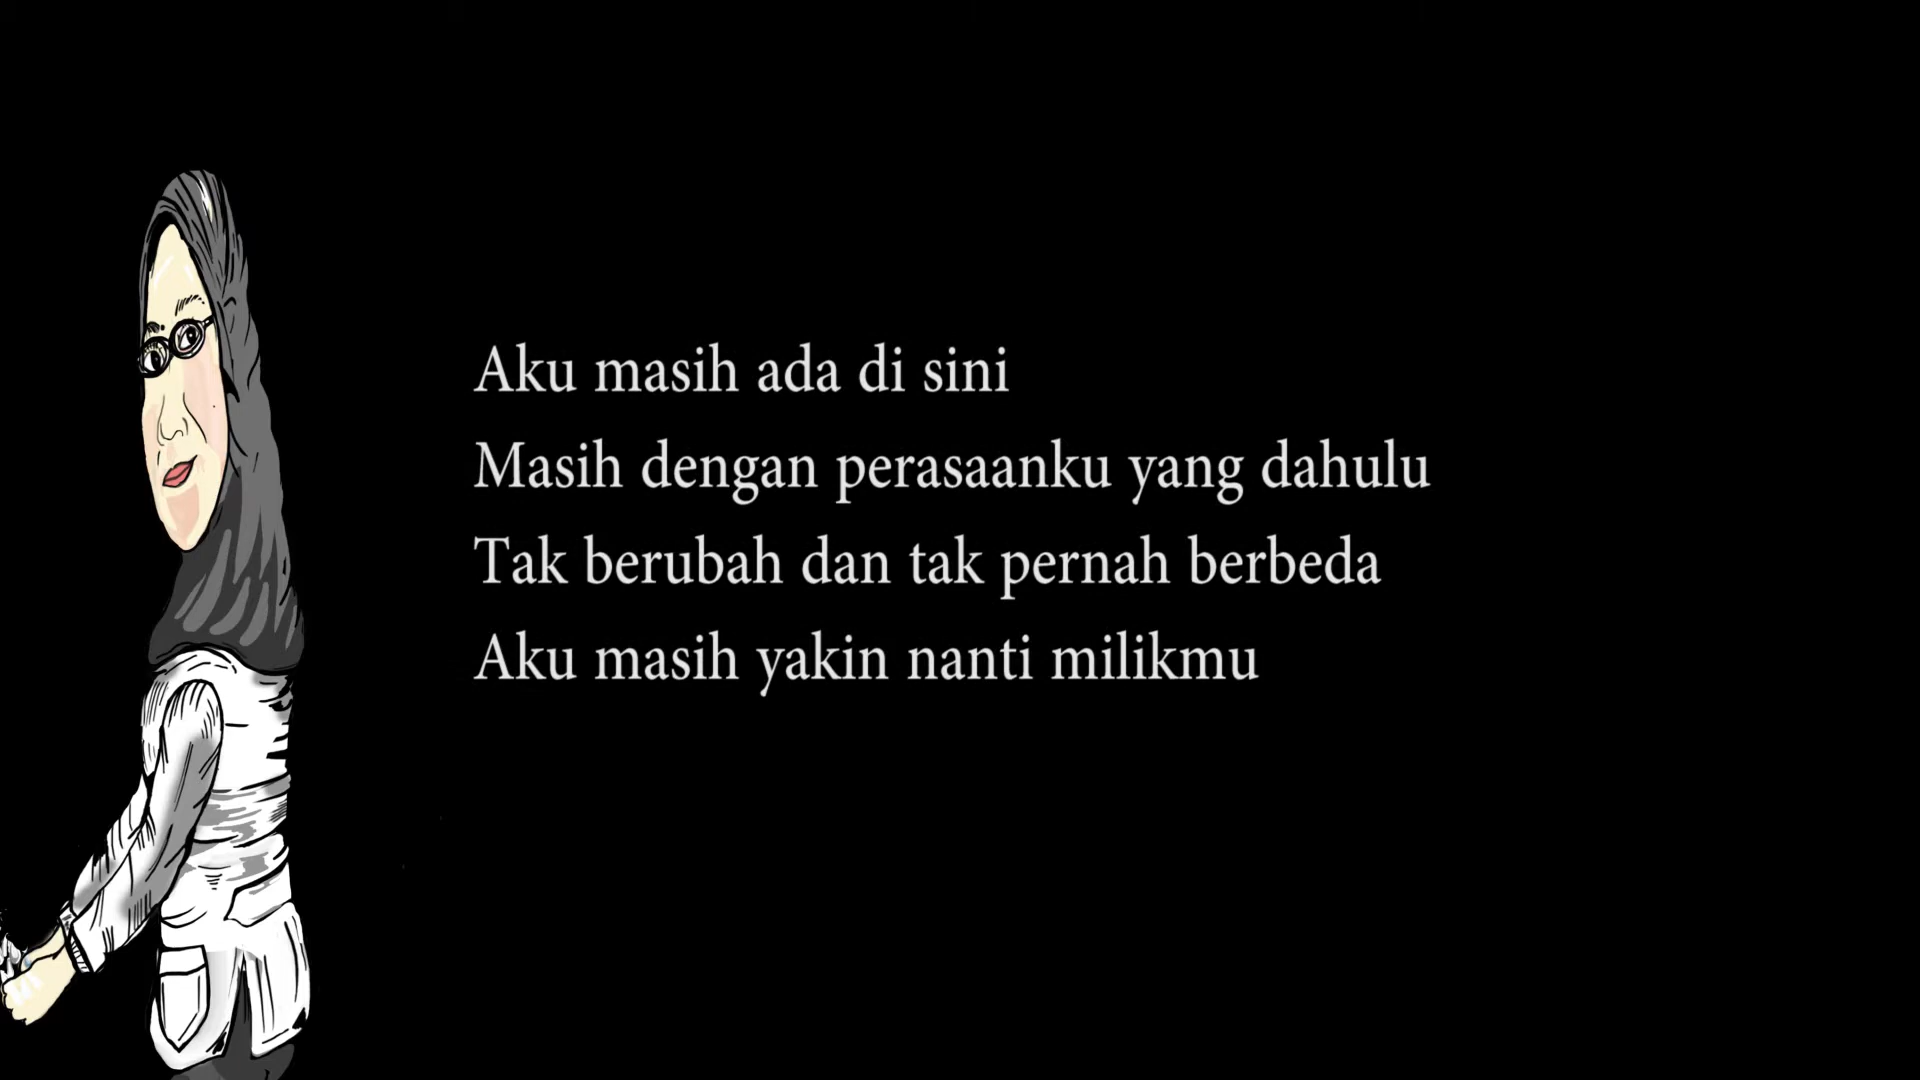 Aku masih ada di sini
Masih dengan perasaanku yang dahulu
Tak berubah dan tak pernah berbeda
Aku masih yakin nanti milikmu